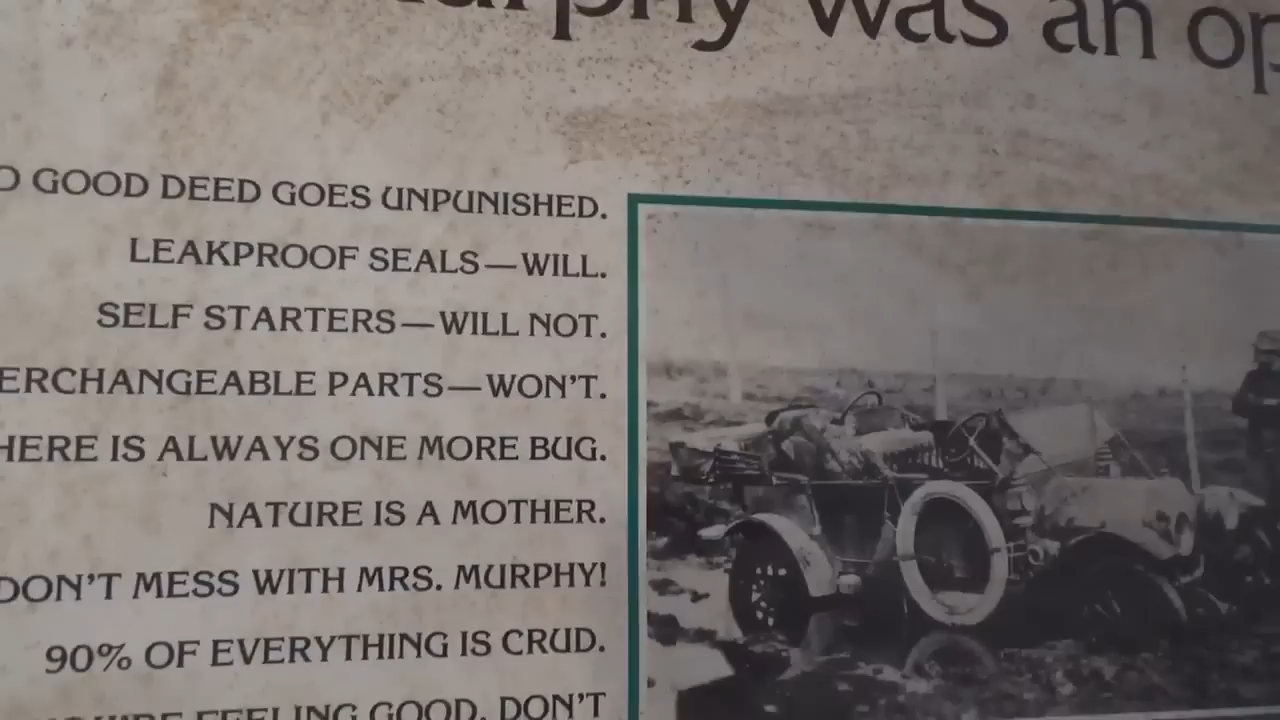 Murphy was an op
O GOOD DEED GOES UNPUNISHED.
LEAKPROOF SEALS—WILL.
SELF STARTERS—WILL NOT.
ERCHANGEABLE PARTS—WON'T.
HERE IS ALWAYS ONE MORE BUG.
NATURE IS A MOTHER.
DON'T MESS WITH MRS. MURPHY!
90% OF EVERYTHING IS CRUD.
FEELING GOOD, DON'T